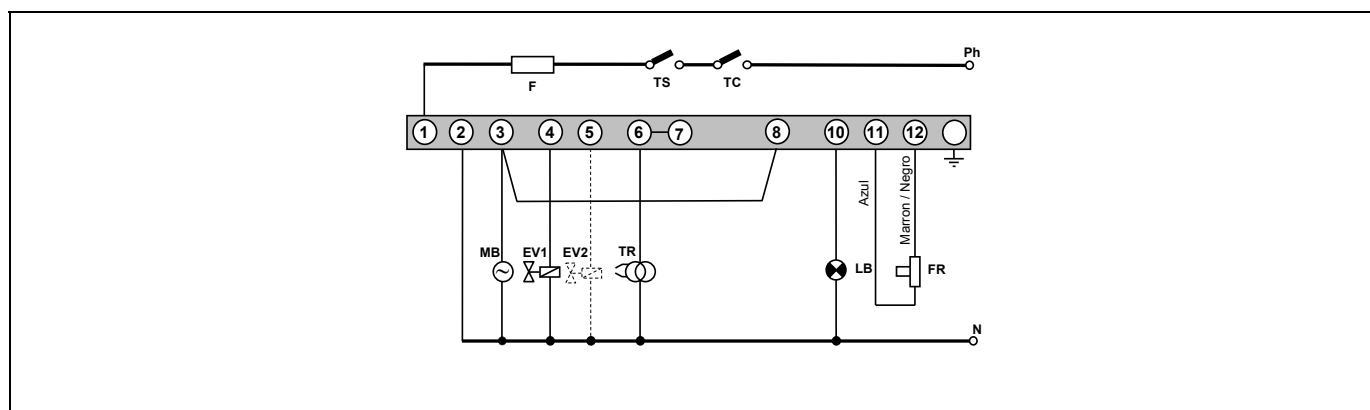 Ph
F TS TC
1 2 3 4 5 6 7 8 10 11 12
Azul
Marron / Negro
MB EV1 EV2 TR LB FR
N